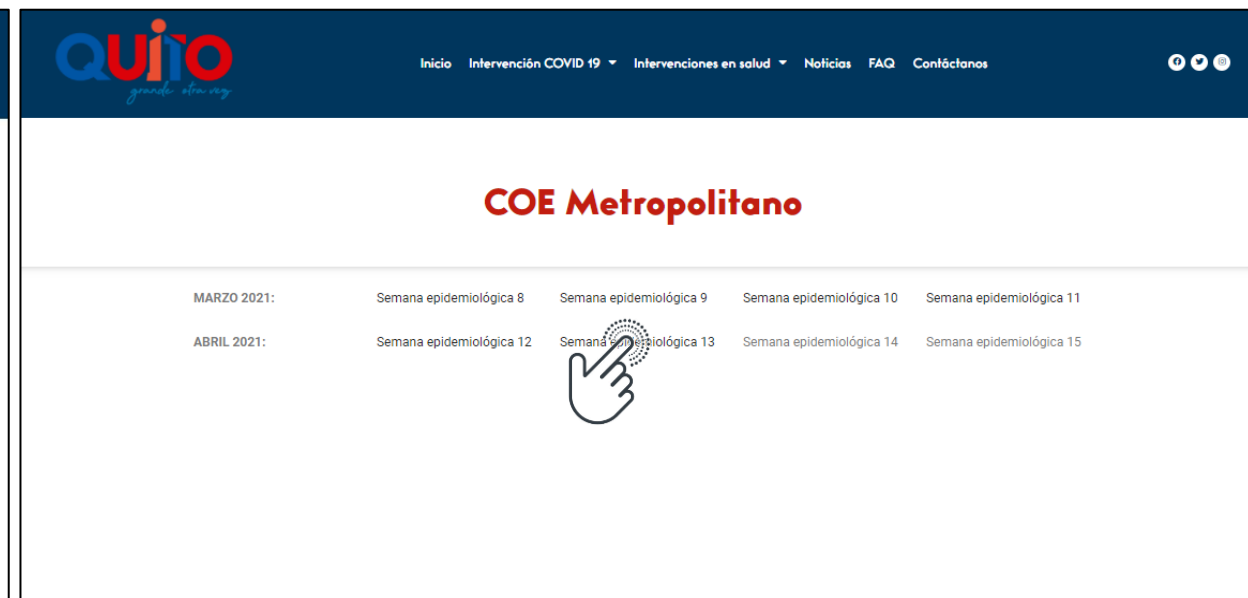 QUITO
grande otra vez
Inicio Intervención COVID 19 Intervenciones en salud Noticias FAQ Contáctanos
COE Metropolitano
MARZO 2021: Semana epidemiológica 8 Semana epidemiológica 9 Semana epidemiológica 10 Semana epidemiológica 11
ABRIL 2021: Semana epidemiológica 12 Semana epidemiológica 13 Semana epidemiológica 14 Semana epidemiológica 15